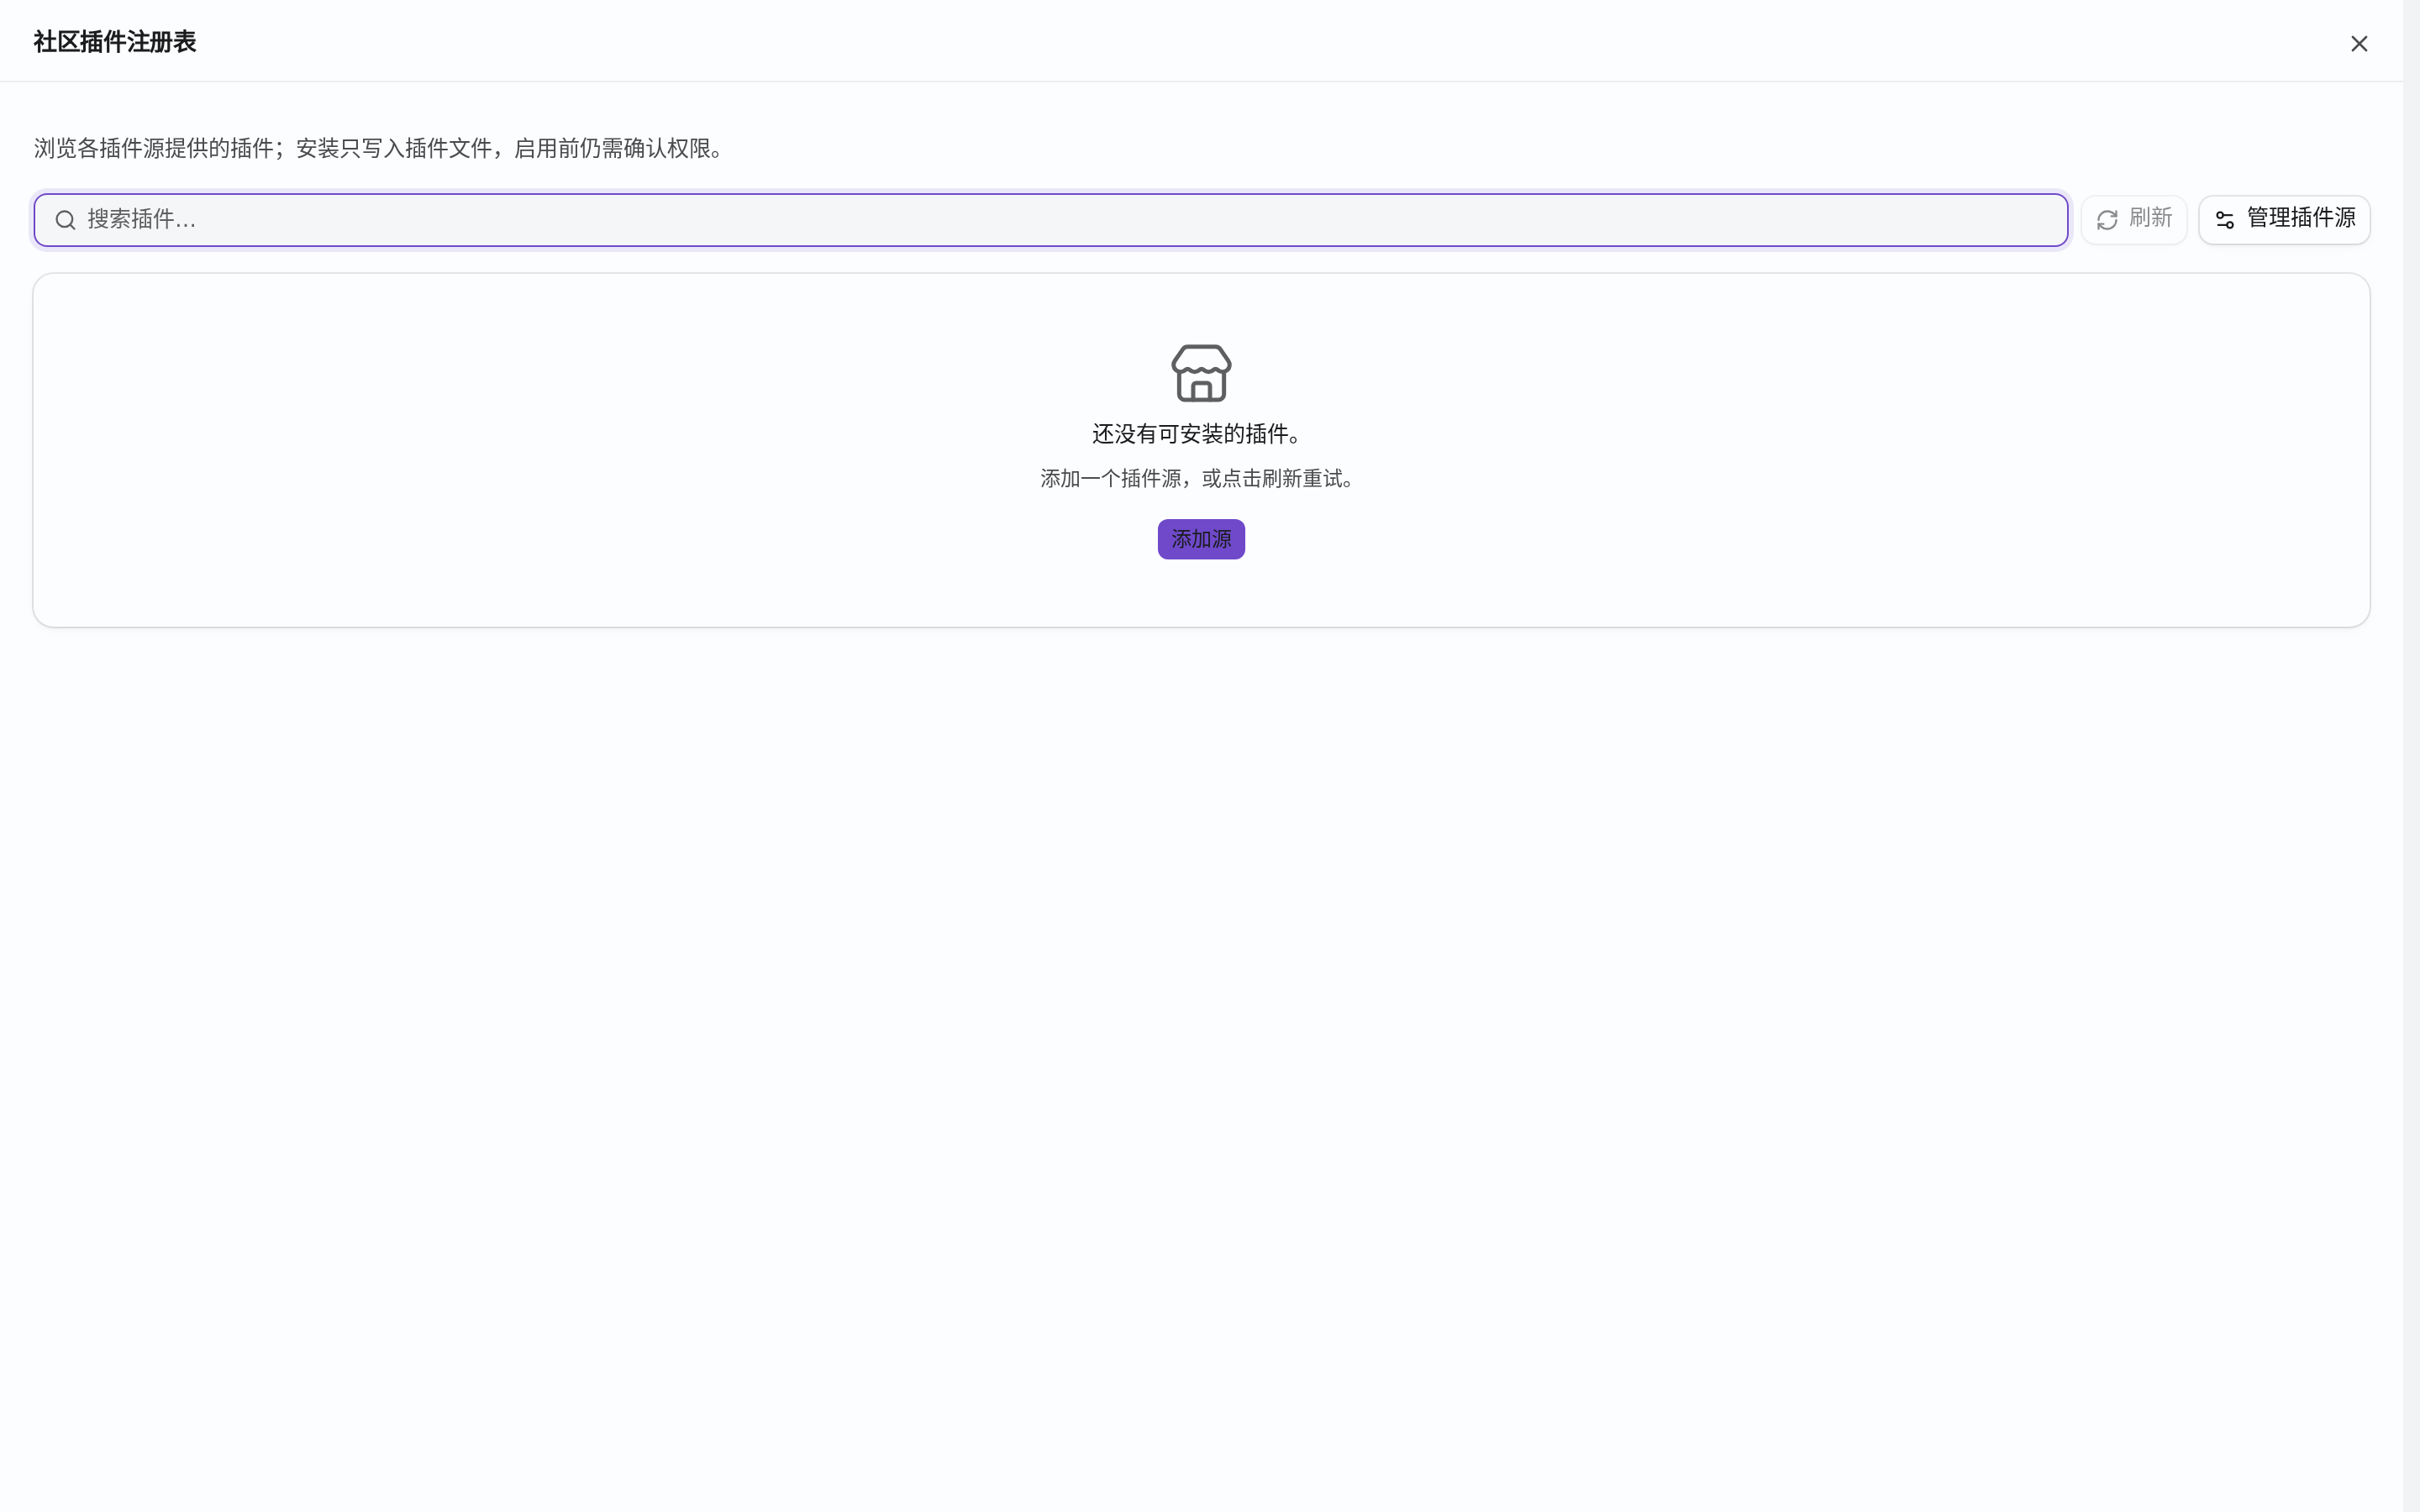 社区插件注册表
浏览各插件源提供的插件；安装只写入插件文件，启用前仍需确认权限。
搜索插件…
刷新
管理插件源
还没有可安装的插件。
添加一个插件源，或点击刷新重试。
添加源